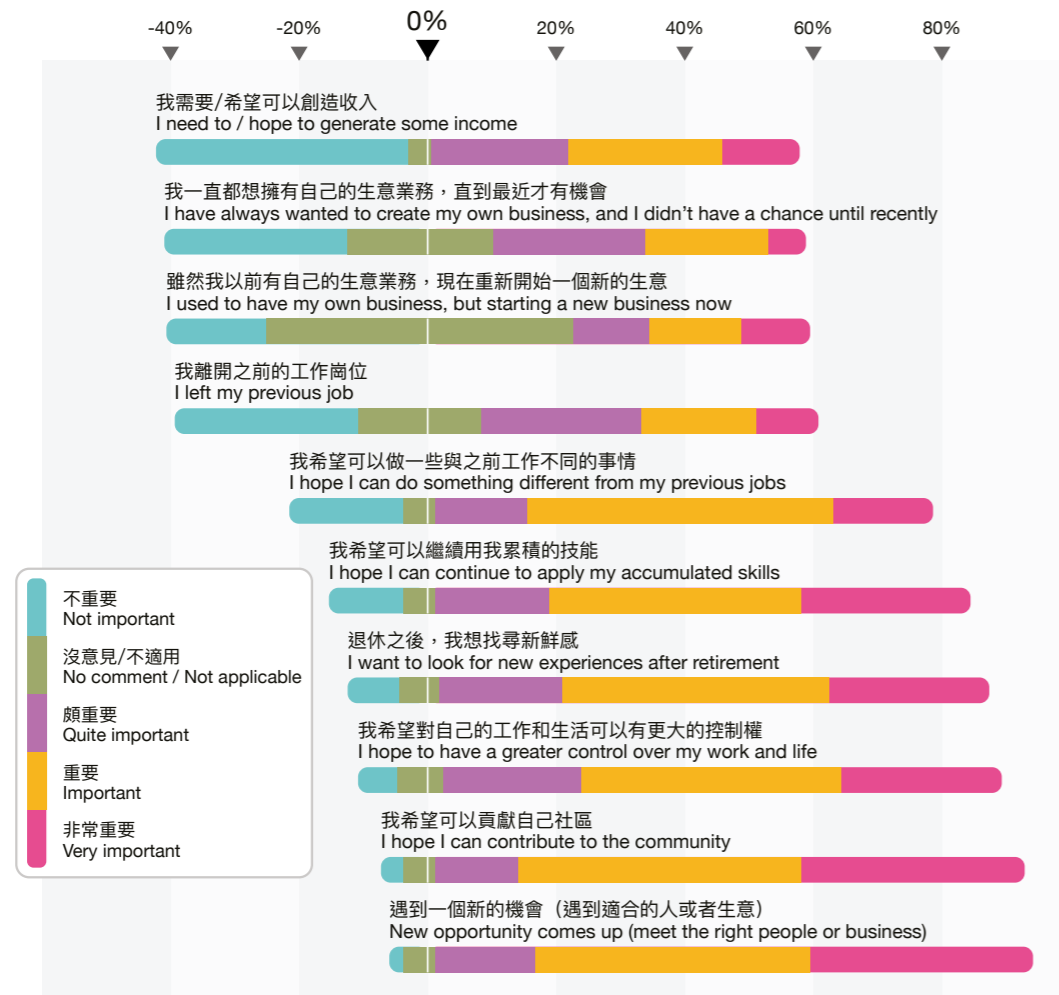 -40% -20% 0% 20% 40% 60% 80%
我需要/希望可以創造收入
I need to / hope to generate some income
我一直都想擁有自己的生意業務，直到最近才有機會
I have always wanted to create my own business, and I didn't have a chance until recently
雖然我以前有自己的生意業務，現在重新開始一個新的生意
I used to have my own business, but starting a new business now
我離開之前的工作崗位
I left my previous job
我希望可以做一些與之前工作不同的事情
I hope I can do something different from my previous jobs
我希望可以繼續用我累積的技能
I hope I can continue to apply my accumulated skills
退休之後，我想找尋新鮮感
I want to look for new experiences after retirement
我希望對自己的工作和生活可以有更大的控制權
I hope to have a greater control over my work and life
我希望可以貢獻自己社區
I hope I can contribute to the community
遇到一個新的機會（遇到適合的人或者生意）
New opportunity comes up (meet the right people or business)
不重要
Not important
沒意見/不適用
No comment / Not applicable
頗重要
Quite important
重要
Important
非常重要
Very important